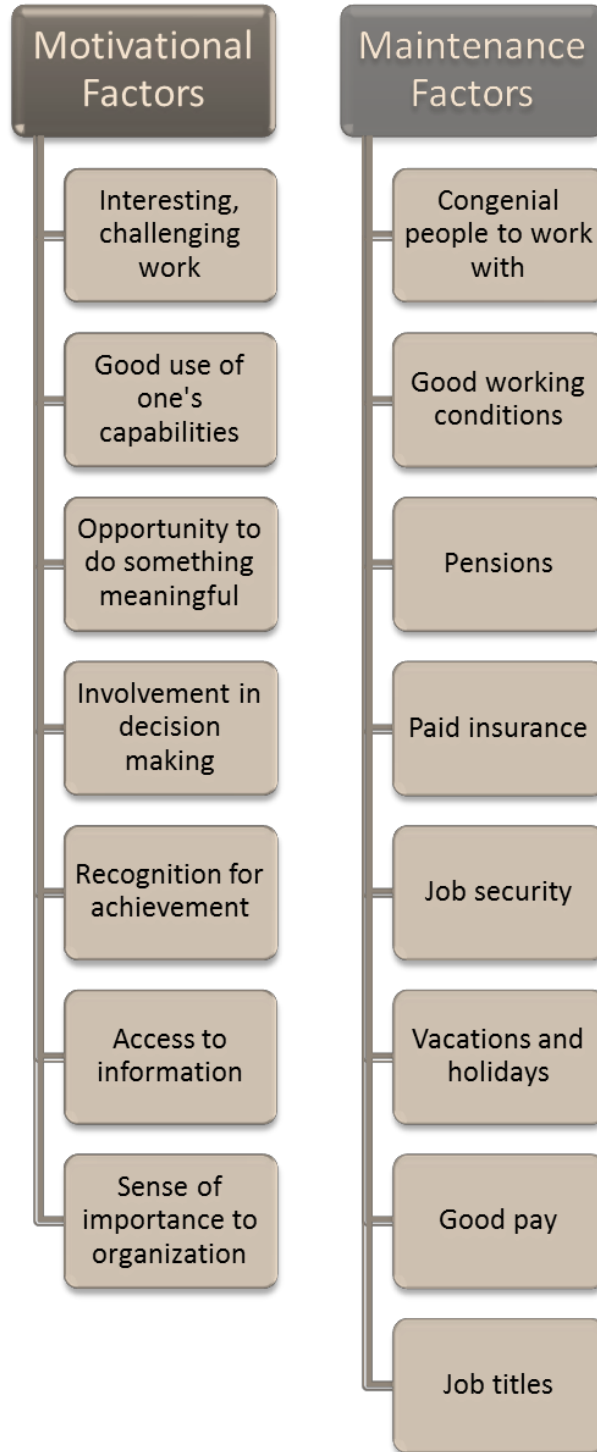 Motivational
Factors
Interesting,
challenging
work
Good use of
one's
capabilities
Opportunity to
do something
meaningful
Involvement in
decision
making
Recognition for
achievement
Access to
information
Sense of
importance to
organization
Maintenance
Factors
Congenial
people to work
with
Good working
conditions
Pensions
Paid insurance
Job security
Vacations and
holidays
Good pay
Job titles